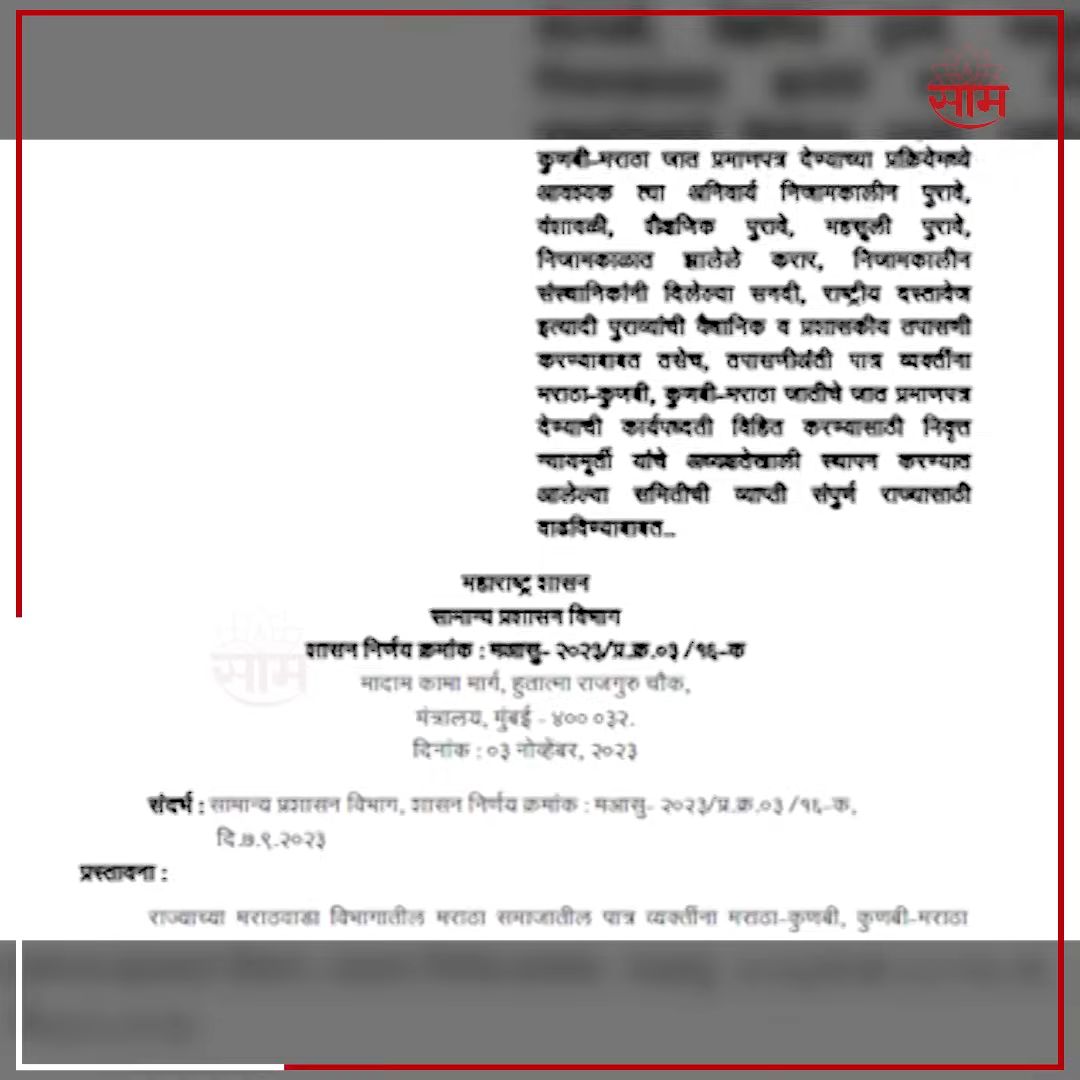 साम
कुणबी-मराठा जात प्रमाणपत्र देण्याच्या प्रक्रियेमध्ये
आवश्यक त्या अनिवार्य निजामकालीन पुरावे,
वंशावळी, शैक्षणिक पुरावे, महसूली पुरावे,
निजामकाळात झालेले करार, निजामकालीन
संस्थानिकांनी दिलेल्या सनदी, राष्ट्रीय दस्तावेज
इत्यादी पुराव्यांची वैधानिक व प्रशासकीय तपासणी
करण्याबाबत तसेच, तपासणीअंती पात्र व्यक्तींना
मराठा-कुणबी, कुणबी-मराठा जातीचे जात प्रमाणपत्र
देण्याची कार्यपध्दती विहित करण्यासाठी निवृत्त
न्यायमूर्ती यांचे अध्यक्षतेखाली स्थापन करण्यात
आलेल्या समितीची व्याप्ती संपुर्ण राज्यासाठी
वाढविण्याबाबत...
महाराष्ट्र शासन
सामान्य प्रशासन विभाग
शासन निर्णय क्रमांक : मआसु- २०२३/प्र.क्र.०३ /१६-क
साम
मादाम कामा मार्ग, हुतात्मा राजगुरु चौक,
मंत्रालय, मुंबई - ४०० ०३२.
दिनांक : ०३ नोव्हेंबर, २०२३
संदर्भ : सामान्य प्रशासन विभाग, शासन निर्णय क्रमांक : मआसु- २०२३/प्र.क्र.०३ /१६-क,
दि.७.९.२०२३
प्रस्तावना :
राज्याच्या मराठवाडा विभागातील मराठा समाजातील पात्र व्यक्तींना मराठा-कुणबी, कुणबी-मराठा